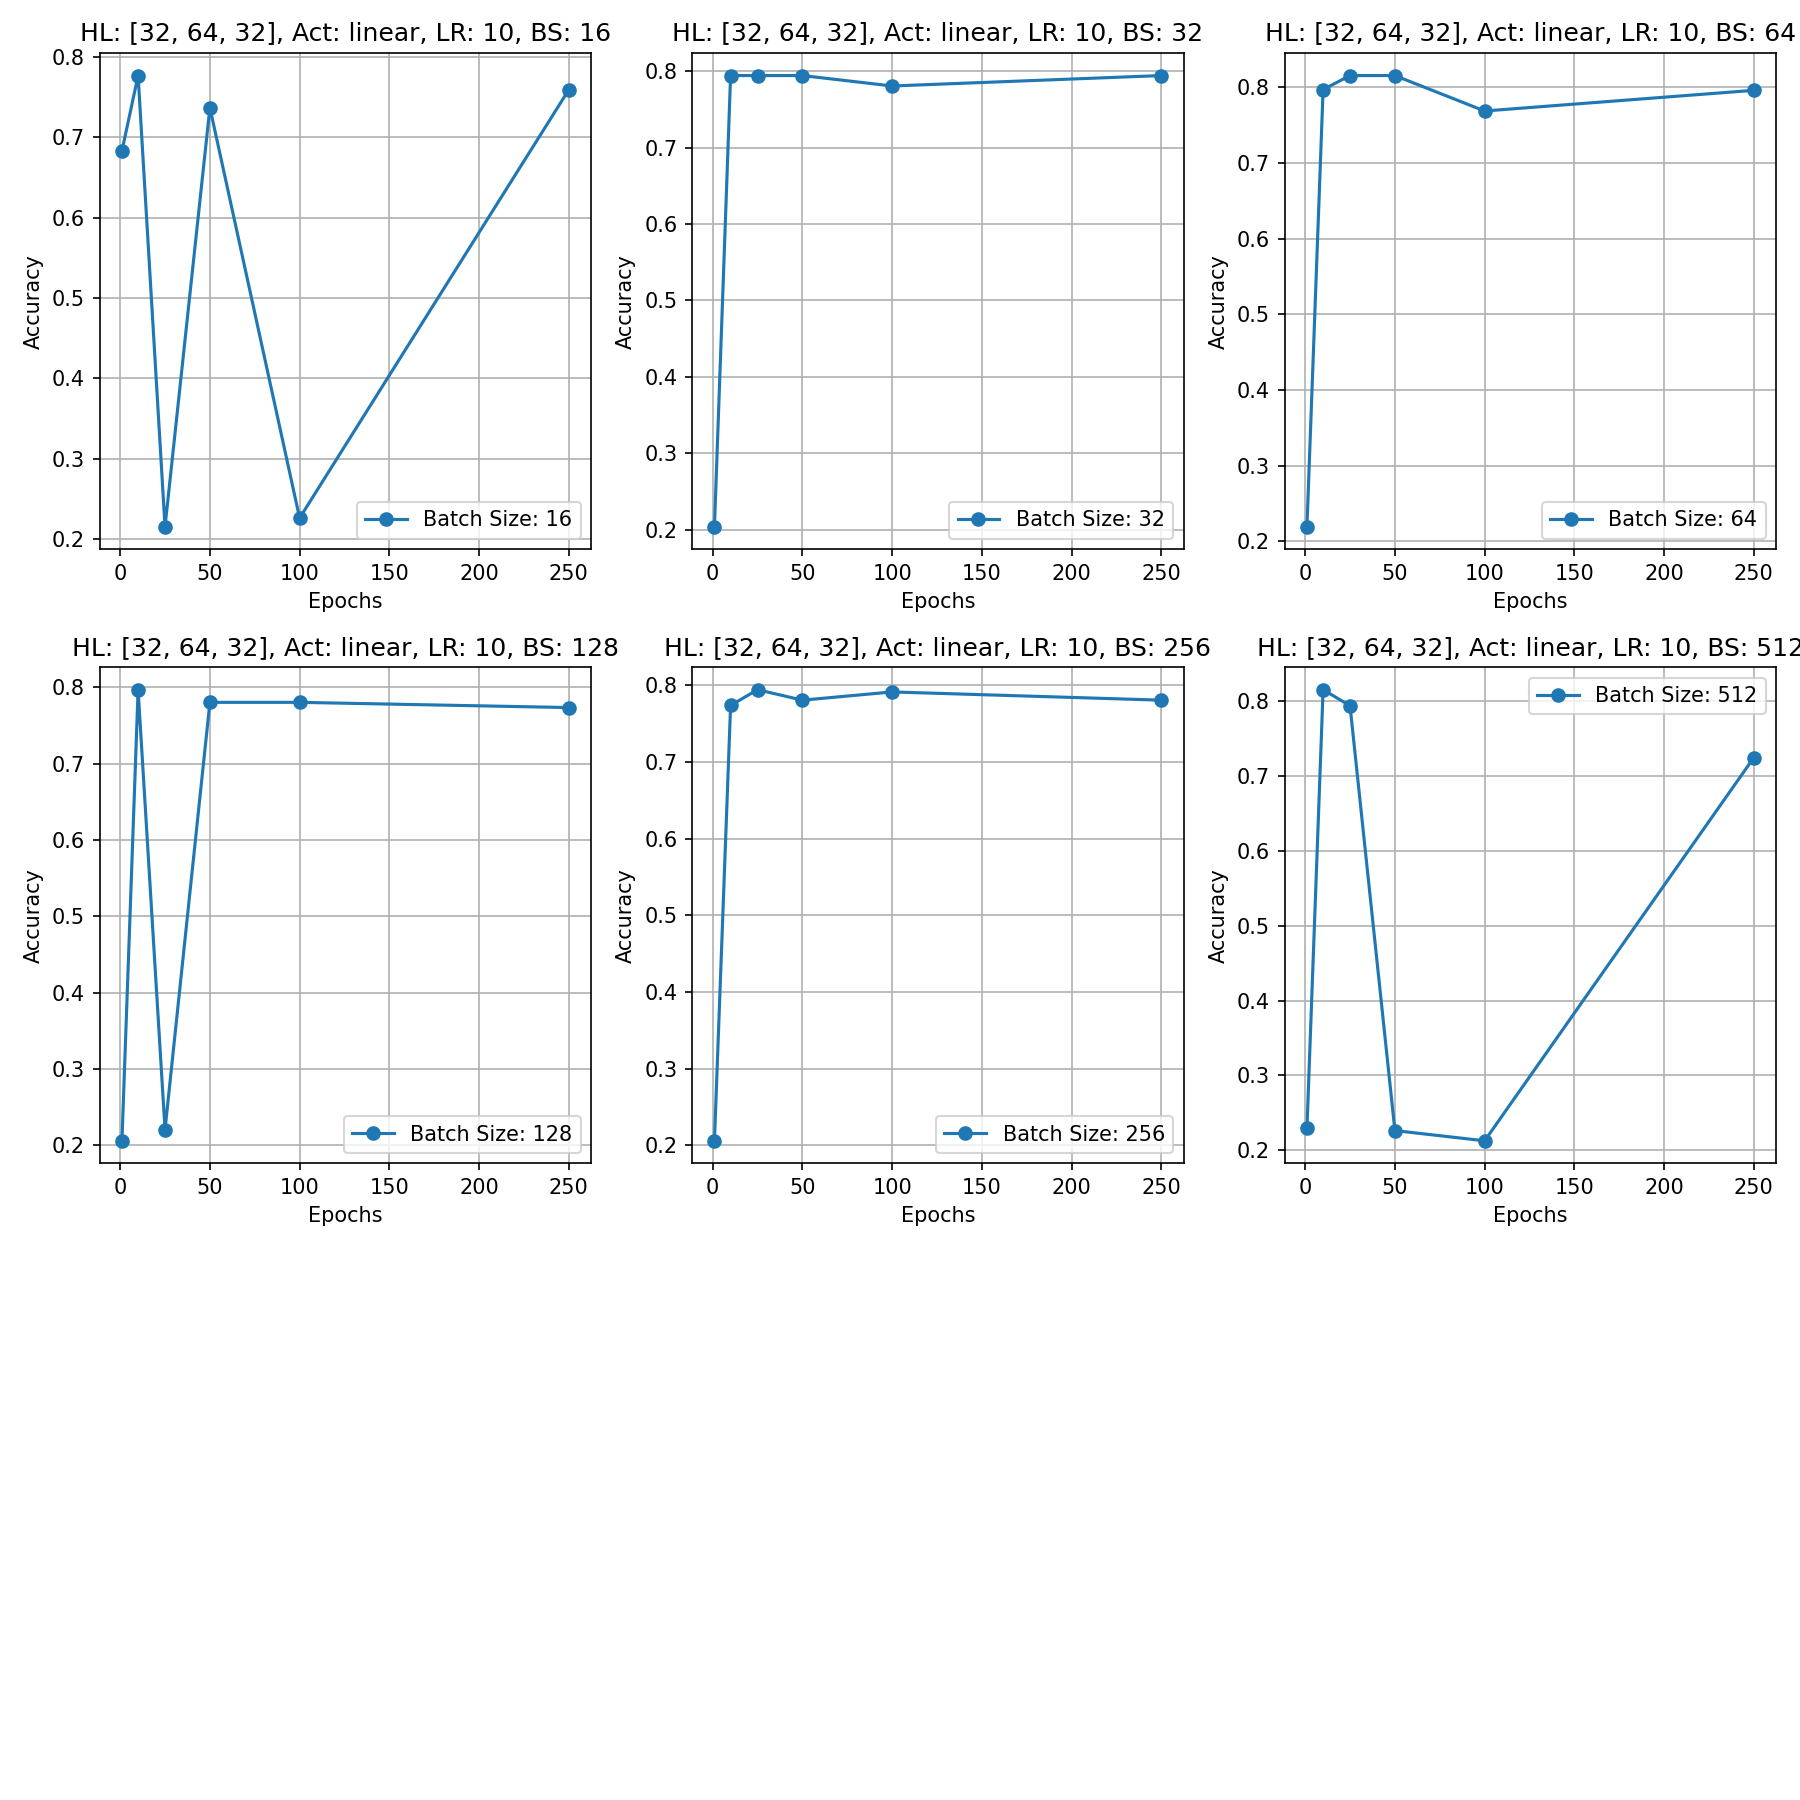 HL: [32, 64, 32], Act: linear, LR: 10, BS: 16
0.8
0.7
0.6
0.5
0.4
0.3
0.2
Accuracy
Batch Size: 16
0 50 100 150 200 250
Epochs
HL: [32, 64, 32], Act: linear, LR: 10, BS: 32
0.8
0.7
0.6
0.5
0.4
0.3
0.2
Accuracy
Batch Size: 32
0 50 100 150 200 250
Epochs
HL: [32, 64, 32], Act: linear, LR: 10, BS: 64
0.8
0.7
0.6
0.5
0.4
0.3
0.2
Accuracy
Batch Size: 64
0 50 100 150 200 250
Epochs
HL: [32, 64, 32], Act: linear, LR: 10, BS: 128
0.8
0.7
0.6
0.5
0.4
0.3
0.2
Accuracy
Batch Size: 128
0 50 100 150 200 250
Epochs
HL: [32, 64, 32], Act: linear, LR: 10, BS: 256
0.8
0.7
0.6
0.5
0.4
0.3
0.2
Accuracy
Batch Size: 256
0 50 100 150 200 250
Epochs
HL: [32, 64, 32], Act: linear, LR: 10, BS: 512
Batch Size: 512
0.8
0.7
0.6
0.5
0.4
0.3
0.2
Accuracy
0 50 100 150 200 250
Epochs